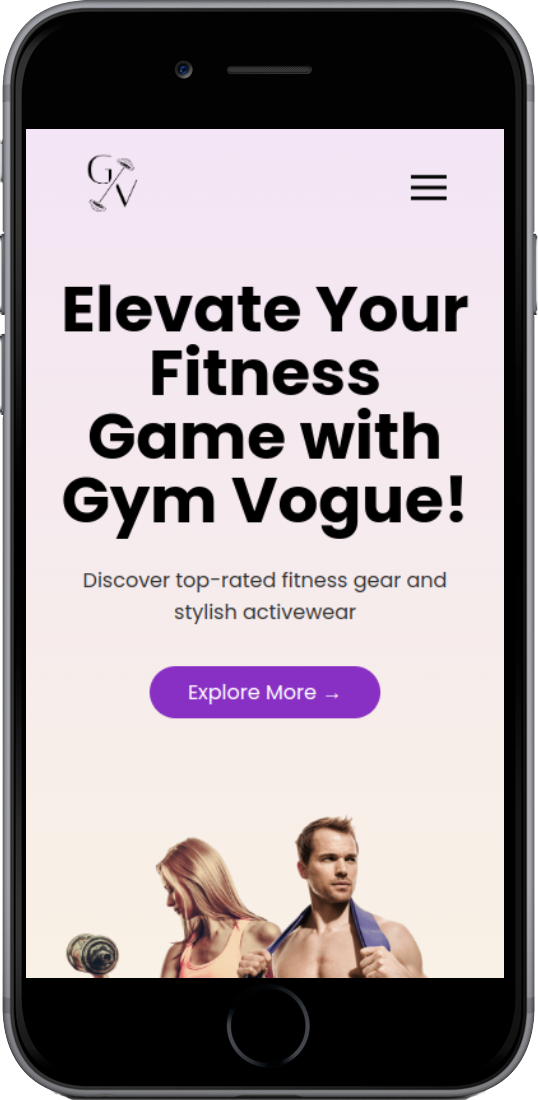 GV
Elevate Your
Fitness
Game with
Gym Vogue!
Discover top-rated fitness gear and
stylish activewear
Explore More →